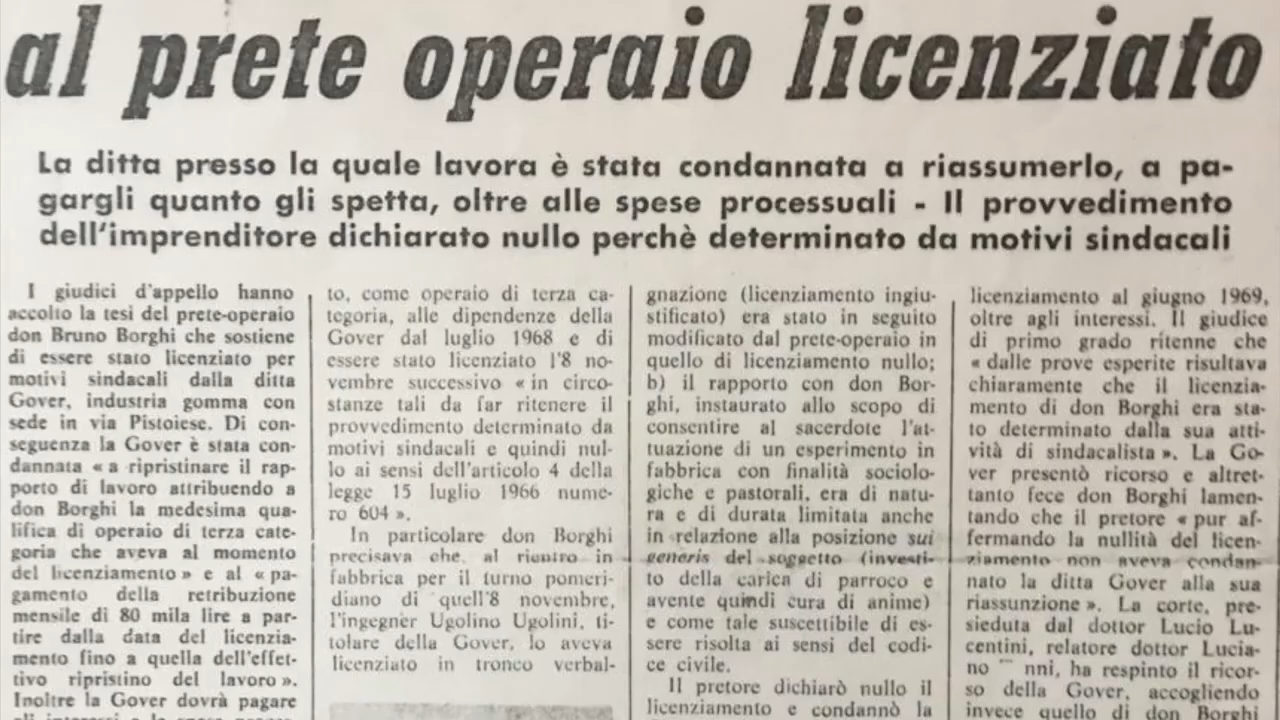 al prete operaio licenziato
La ditta presso la quale lavora è stata condannata a riassumerlo, a pa-
gargli quanto gli spetta, oltre alle spese processuali - Il provvedimento
dell'imprenditore dichiarato nullo perchè determinato da motivi sindacali
I giudici d'appello hanno
accolto la tesi del prete-operaio
don Bruno Borghi che sostiene
di essere stato licenziato per
motivi sindacali dalla ditta
Gover, industria gomma con
sede in via Pistoiese. Di con-
seguenza la Gover è stata con-
dannata « a ripristinare il rap-
porto di lavoro attribuendo a
don Borghi la medesima qua-
lifica di operaio di terza cate-
goria che aveva al momento
del licenziamento » e al « pa-
gamento della retribuzione
mensile di 80 mila lire a par-
tire dalla data del licenzia-
mento fino a quella dell'effet-
tivo ripristino del lavoro ».
Inoltre la Gover dovrà pagare
gli interessi e le spese
to, come operaio di terza ca-
tegoria, alle dipendenze della
Gover dal luglio 1968 e di
essere stato licenziato l'8 no-
vembre successivo « in circo-
stanze tali da far ritenere il
provvedimento determinato da
motivi sindacali e quindi nul-
lo ai sensi dell'articolo 4 della
legge 15 luglio 1966 nume-
ro 604 ».
In particolare don Borghi
precisava che, al rientro in
fabbrica per il turno pomeri-
diano di quell'8 novembre,
l'ingegner Ugolino Ugolini, ti-
tolare della Gover, lo aveva
licenziato in tronco verbal-
gnazione (licenziamento ingiu-
stificato) era stato in seguito
modificato dal prete-operaio in
quello di licenziamento nullo;
b) il rapporto con don Bor-
ghi, instaurato allo scopo di
consentire al sacerdote l'at-
tuazione di un esperimento in
fabbrica con finalità sociolo-
giche e pastorali, era di natu-
ra e di durata limitata anche
in relazione alla posizione sui
generis del soggetto (investi-
to della carica di parroco e
avente quindi cura di anime)
e come tale suscettibile di es-
sere risolta ai sensi del codi-
ce civile.
Il pretore dichiarò nullo il
licenziamento e condannò la
licenziamento al giugno 1969,
oltre agli interessi. Il giudice
di primo grado ritenne che
« dalle prove esperite risultava
chiaramente che il licenzia-
mento di don Borghi era sta-
to determinato dalla sua atti-
vità di sindacalista ». La Go-
ver presentò ricorso e altret-
tanto fece don Borghi lamen-
tando che il pretore « pur af-
fermando la nullità del licen-
ziamento non aveva condan-
nato la ditta Gover alla sua
riassunzione ». La corte, pre-
sieduta dal dottor Lucio Lu-
centini, relatore dottor Lucia-
no nni, ha respinto il ricor-
so della Gover, accogliendo
invece quello di don Borghi